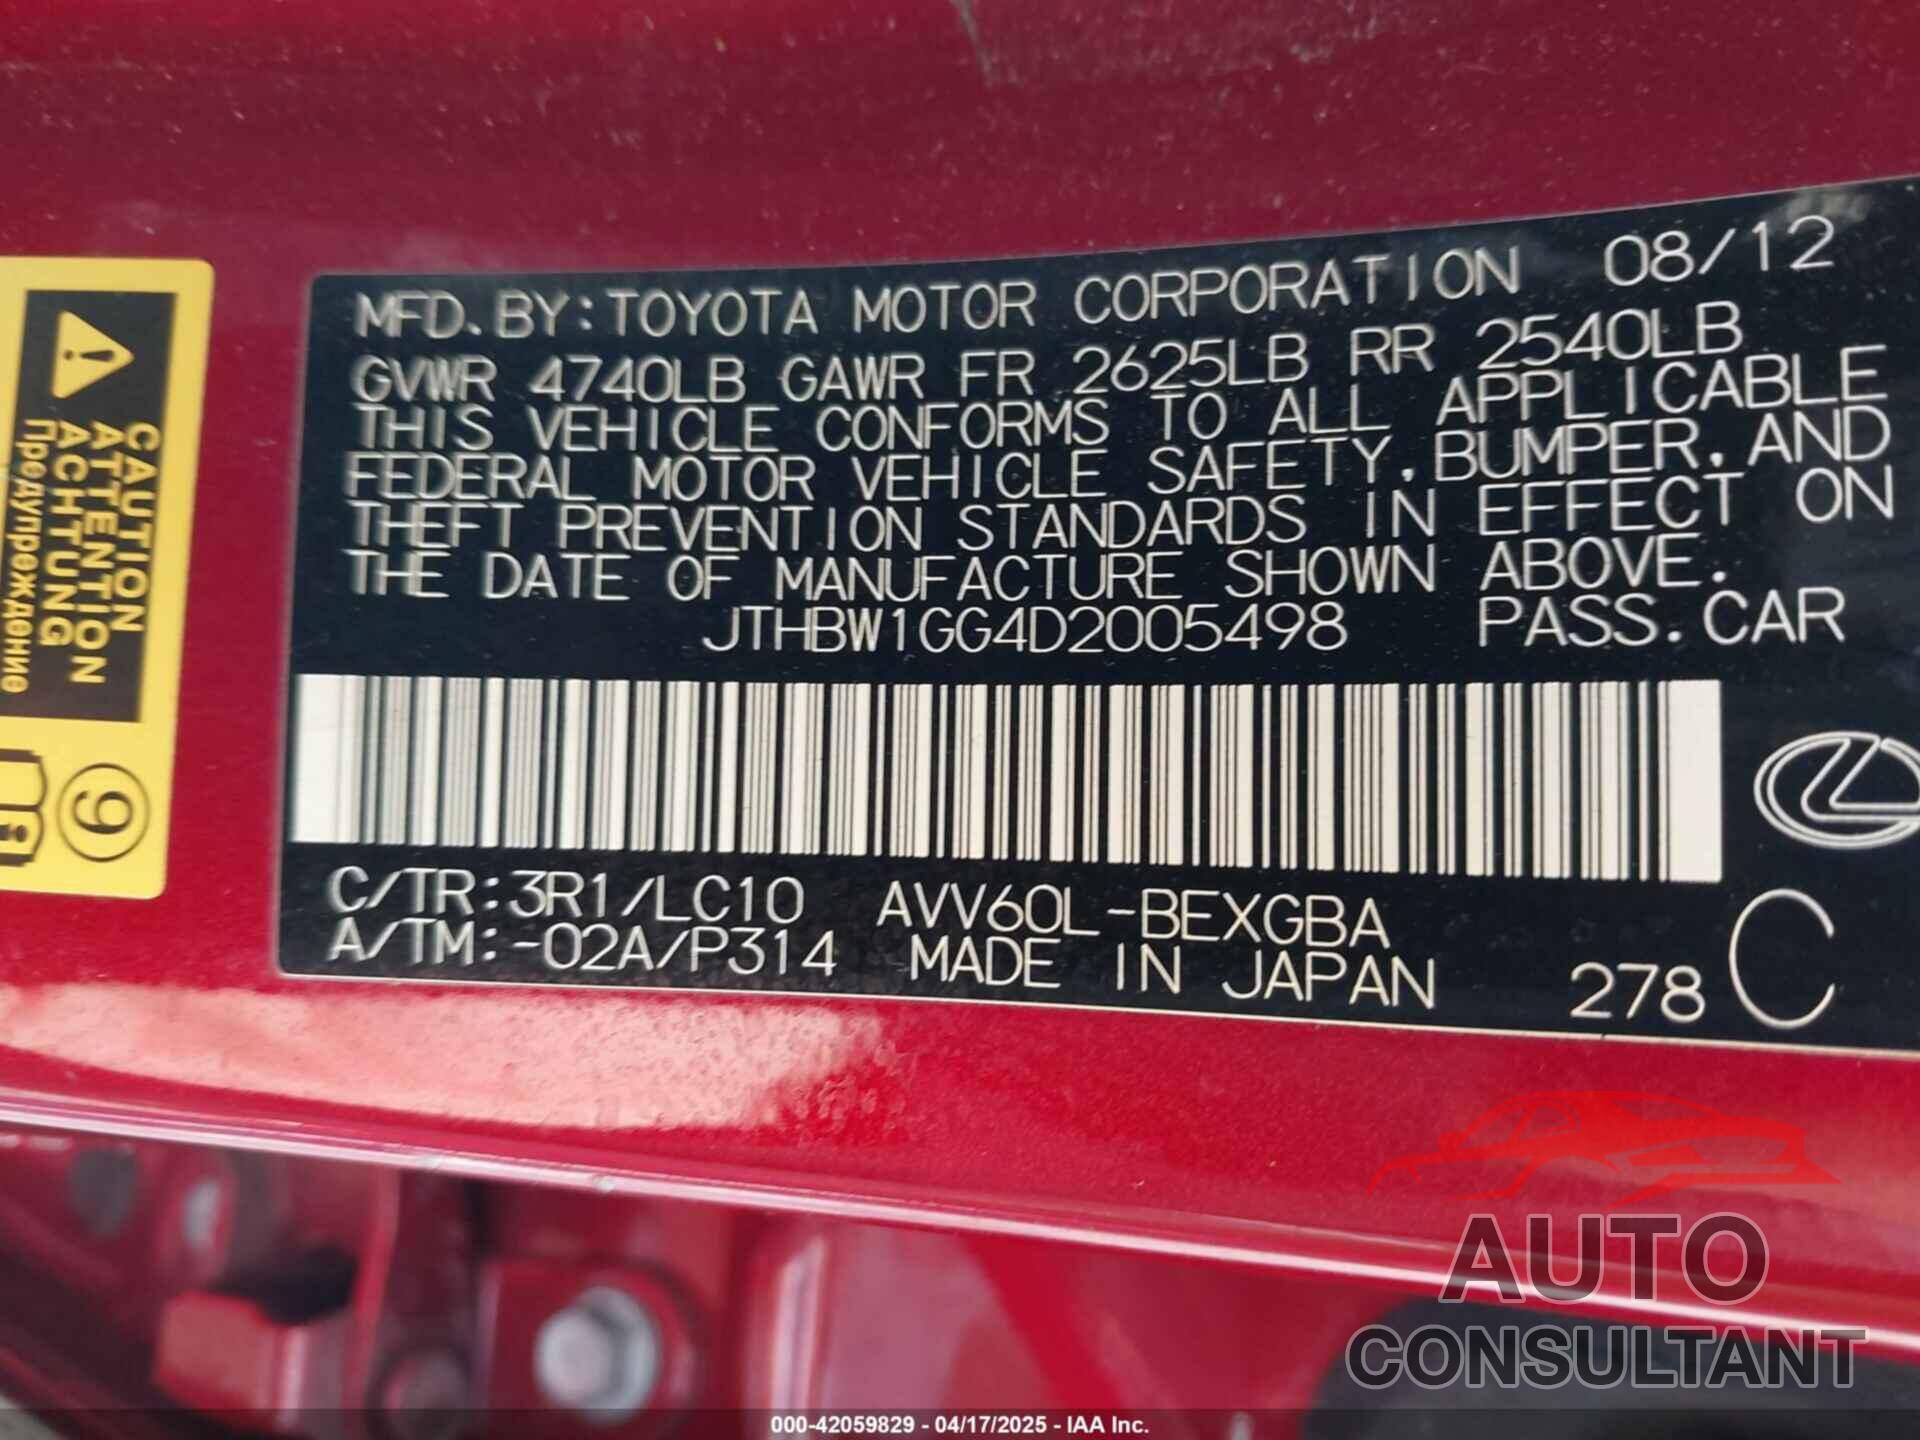 MFD. BY: TOYOTA MOTOR CORPORATION 08/12
GVWR 4740LB GAWR FR 2625LB RR 2540LB
THIS VEHICLE CONFORMS TO ALL APPLICABLE
FEDERAL MOTOR VEHICLE SAFETY, BUMPER, AND
THEFT PREVENTION STANDARDS IN EFFECT ON
THE DATE OF MANUFACTURE SHOWN ABOVE.
JTHBW1GG4D2005498 PASS. CAR
C/TR: 3R1/LC10 AVV60L-BEXGBA
A/TM: -02A/P314 MADE IN JAPAN 278 C
CAUTION
ATTENTION
ACHTUNG
Предупреждение
9
AUTO
CONSULTANT
000-42059829 - 04/17/2025 - IAA Inc.